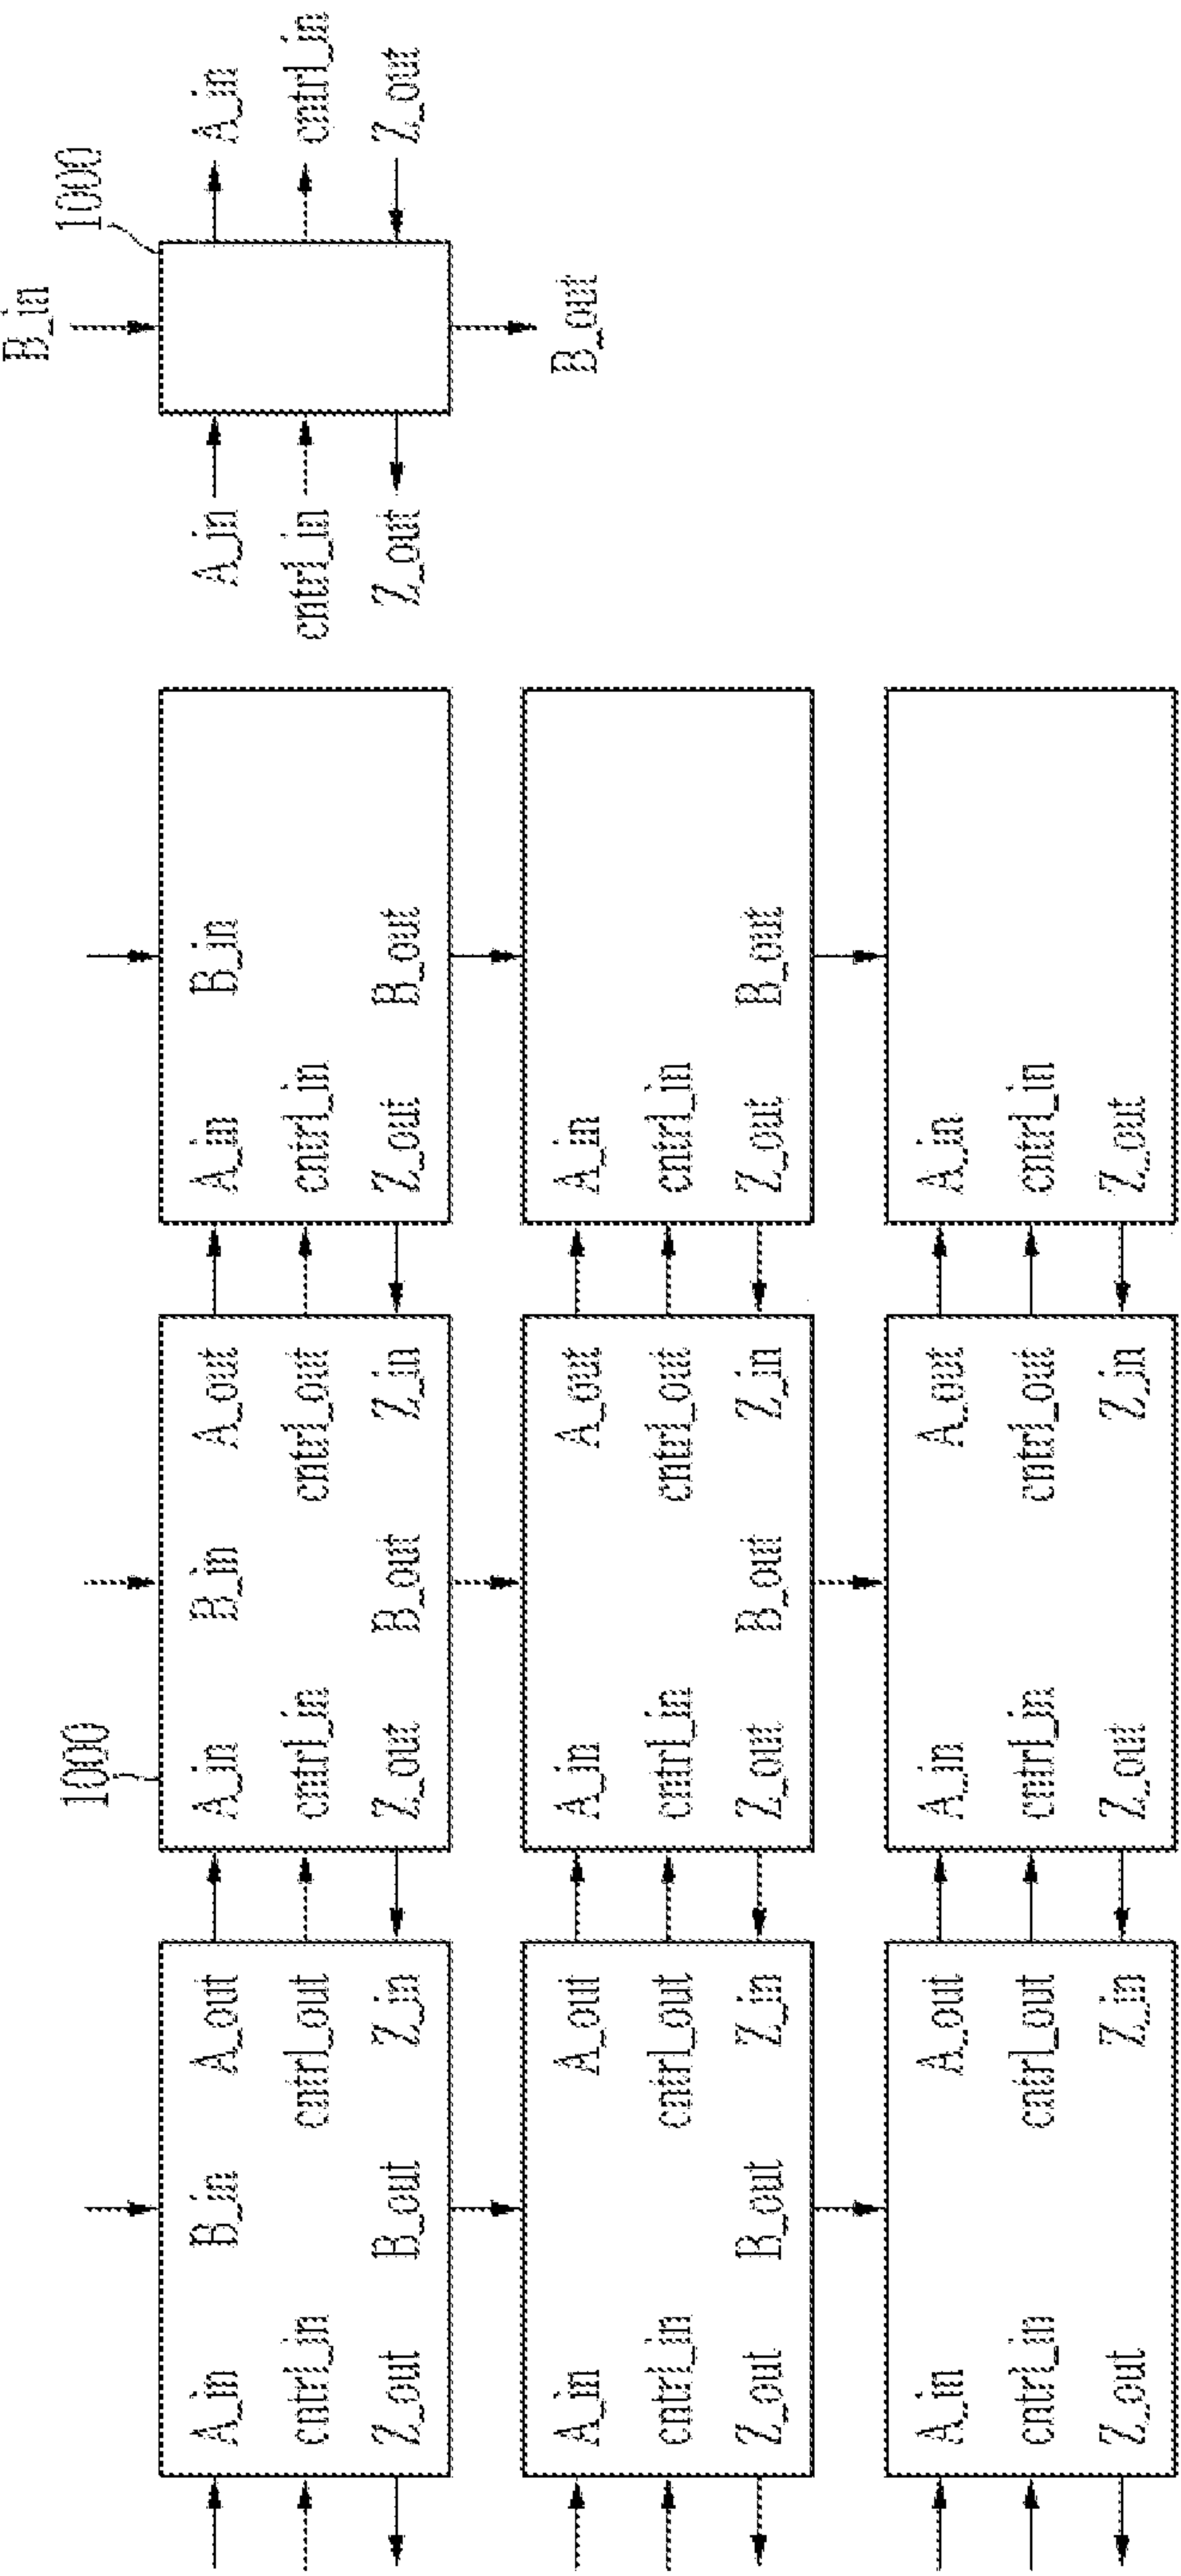 B_in
1000 1000
A_in B_in A_out A_in B_in A_out A_in B_in A_in A_in
cntrl_in cntrl_out cntrl_in cntrl_out cntrl_in cntrl_in cntrl_in
Z_out B_out Z_in Z_out B_out Z_in Z_out B_out Z_out Z_out
A_in A_out A_in A_out A_in B_out
cntrl_in cntrl_out cntrl_in cntrl_out cntrl_in
Z_out B_out Z_in Z_out B_out Z_in Z_out B_out
A_in A_out A_in A_out A_in
cntrl_in cntrl_out cntrl_in cntrl_out cntrl_in
Z_out Z_in Z_out Z_in Z_out